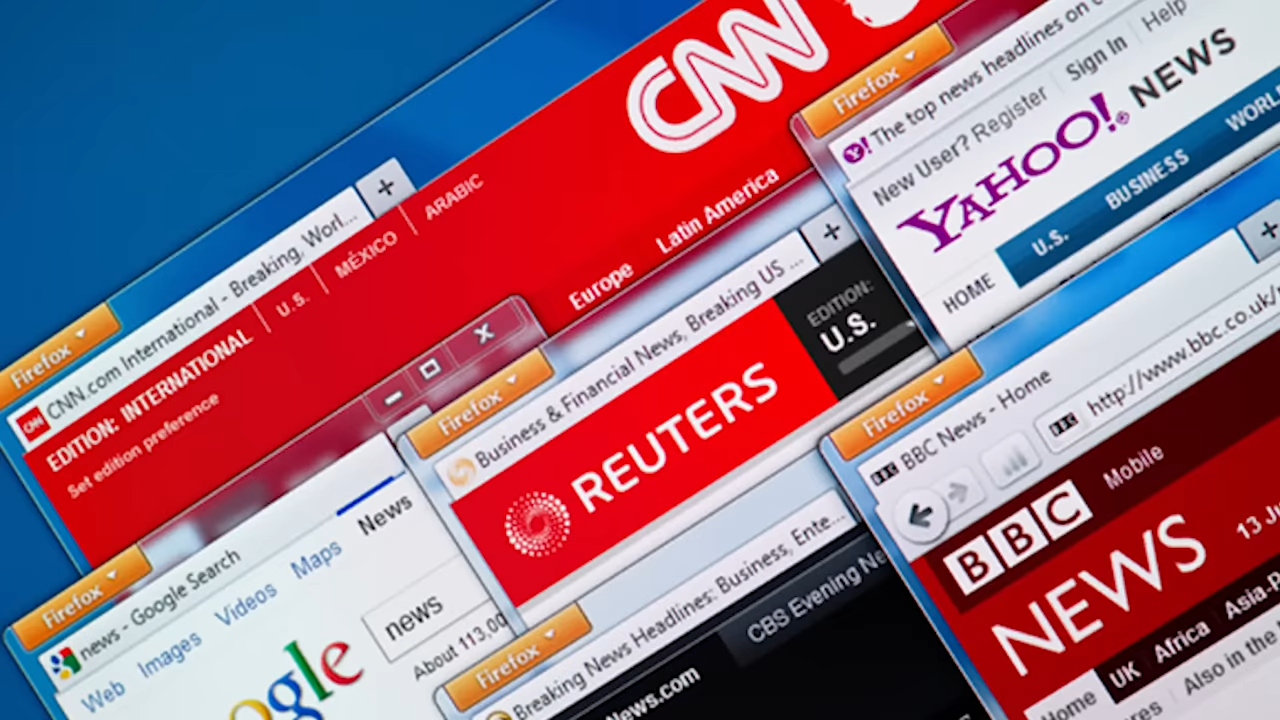 CNN
Firefox
CNN.com International - Breaking, Worl...
+
EDITION: INTERNATIONAL
U.S.
MÉXICO
ARABIC
Set edition preference
Europe
Latin America
Firefox
Y! The top news headlines on
New User? Register
Sign In
Help
YAHOO!® NEWS
HOME
U.S.
BUSINESS
WORL
Firefox
Business & Financial News, Breaking US ...
+
REUTERS
EDITION:
U.S.
Firefox
BBC BBC News - Home
+
BBC http://www.bbc.co.uk/
BBC
Mobile
NEWS
13 J
Home
UK
Africa
Asia-P
Also in the
Firefox
news - Google Search
Web
Images
Videos
Maps
News
ogle
news
About 113,00
Firefox
Breaking News Headlines: Business, Ente...
News.com
CBS Evening Ne